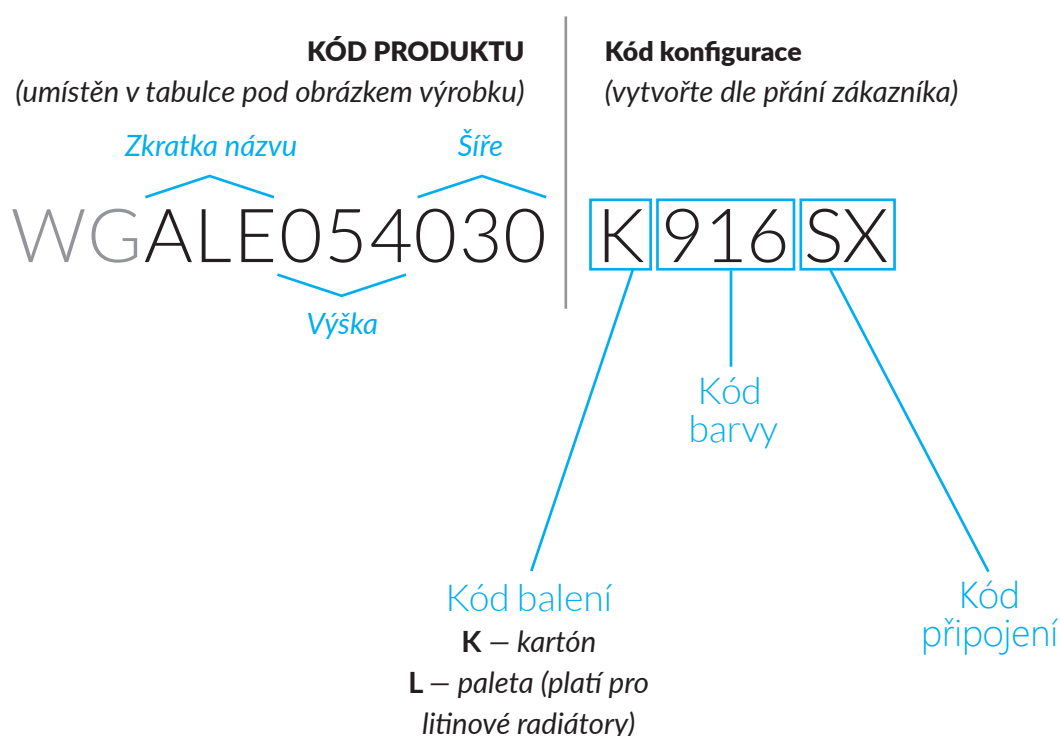 KÓD PRODUKTU
(umístěn v tabulce pod obrázkem výrobku)
Kód konfigurace
(vytvořte dle přání zákazníka)
Zkratka názvu
Šíře
WGALE054030
K 916 SX
Výška
Kód
barvy
Kód balení
K — kartón
L — paleta (platí pro
litinové radiátory)
Kód
připojení